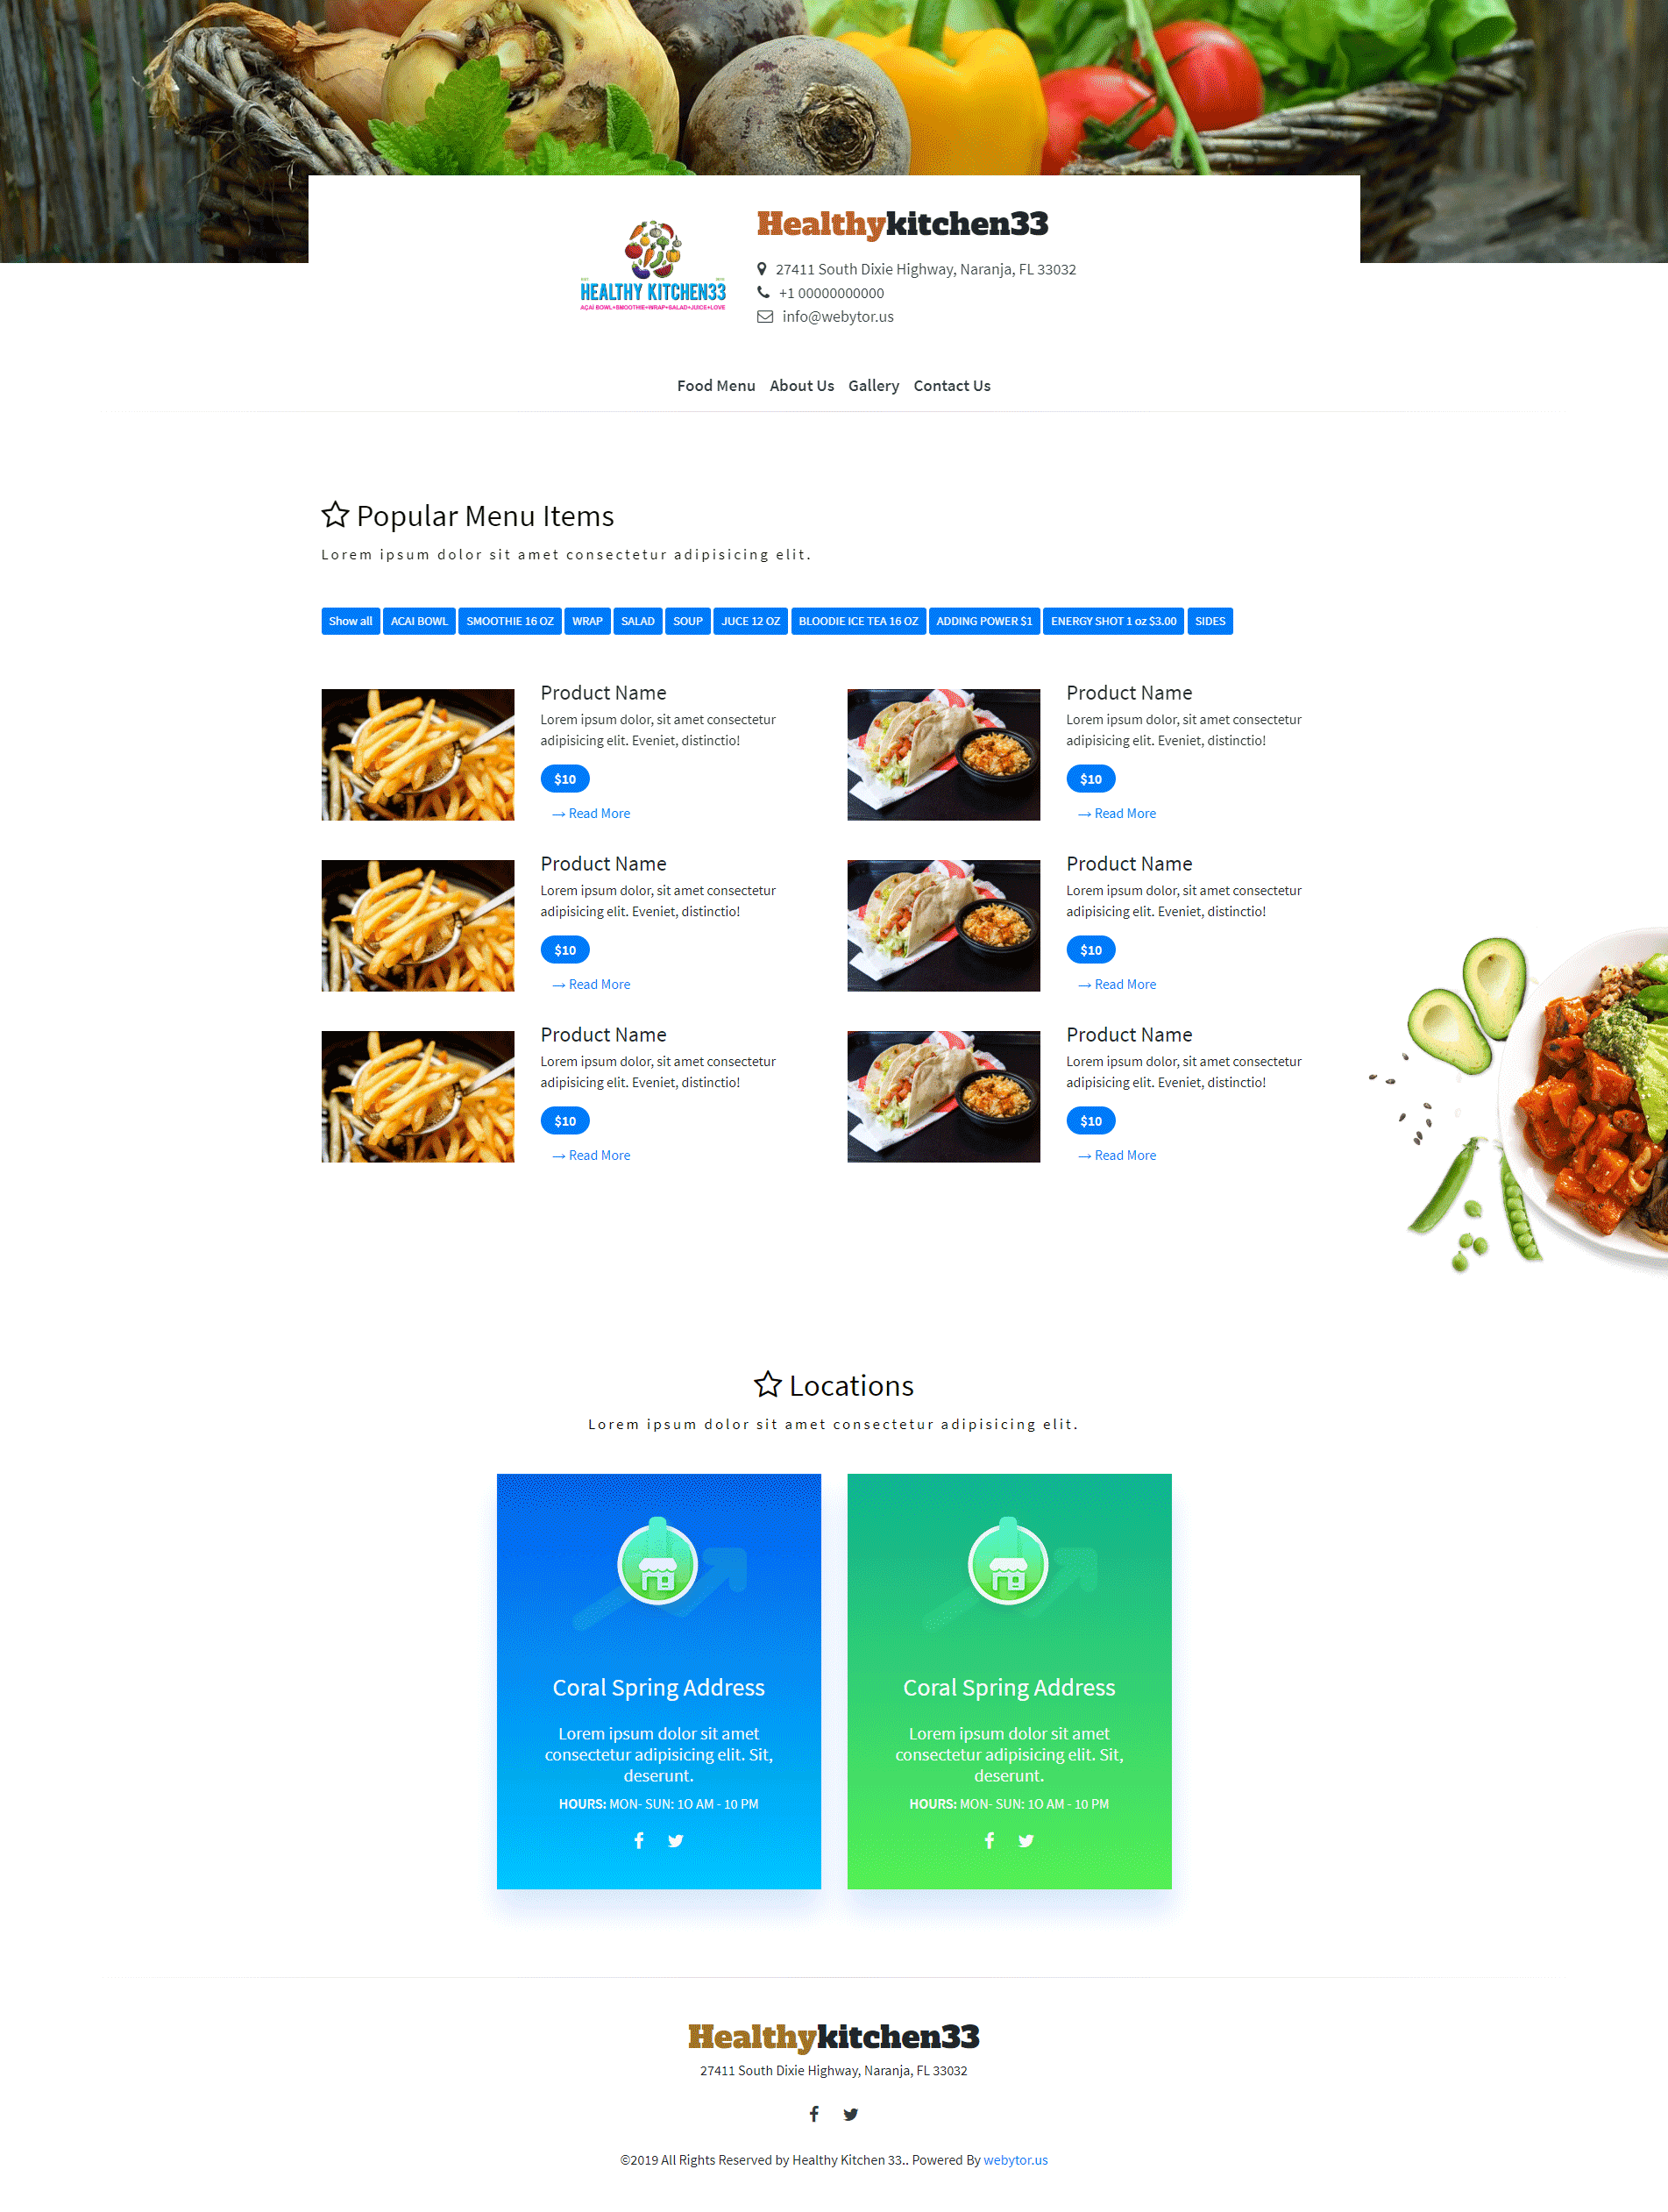 Healthykitchen33
27411 South Dixie Highway, Naranja, FL 33032
+1 00000000000
info@webytor.us
HEALTHY KITCHEN33
AÇAÍ BOWL+SMOOTHIE+WRAP+SALAD+JUICE+LOVE
Food Menu About Us Gallery Contact Us
Popular Menu Items
Lorem ipsum dolor sit amet consectetur adipisicing elit.
Show all ACAI BOWL SMOOTHIE 16 OZ WRAP SALAD SOUP JUCE 12 OZ BLOODIE ICE TEA 16 OZ ADDING POWER $1 ENERGY SHOT 1 oz $3.00 SIDES
Product Name
Lorem ipsum dolor, sit amet consectetur
adipisicing elit. Eveniet, distinctio!
$10
→ Read More
Product Name
Lorem ipsum dolor, sit amet consectetur
adipisicing elit. Eveniet, distinctio!
$10
→ Read More
Product Name
Lorem ipsum dolor, sit amet consectetur
adipisicing elit. Eveniet, distinctio!
$10
→ Read More
Product Name
Lorem ipsum dolor, sit amet consectetur
adipisicing elit. Eveniet, distinctio!
$10
→ Read More
Product Name
Lorem ipsum dolor, sit amet consectetur
adipisicing elit. Eveniet, distinctio!
$10
→ Read More
Product Name
Lorem ipsum dolor, sit amet consectetur
adipisicing elit. Eveniet, distinctio!
$10
→ Read More
Locations
Lorem ipsum dolor sit amet consectetur adipisicing elit.
Coral Spring Address
Lorem ipsum dolor sit amet
consectetur adipisicing elit. Sit,
deserunt.
HOURS: MON- SUN: 1O AM - 10 PM
Coral Spring Address
Lorem ipsum dolor sit amet
consectetur adipisicing elit. Sit,
deserunt.
HOURS: MON- SUN: 1O AM - 10 PM
Healthykitchen33
27411 South Dixie Highway, Naranja, FL 33032
©2019 All Rights Reserved by Healthy Kitchen 33.. Powered By webytor.us